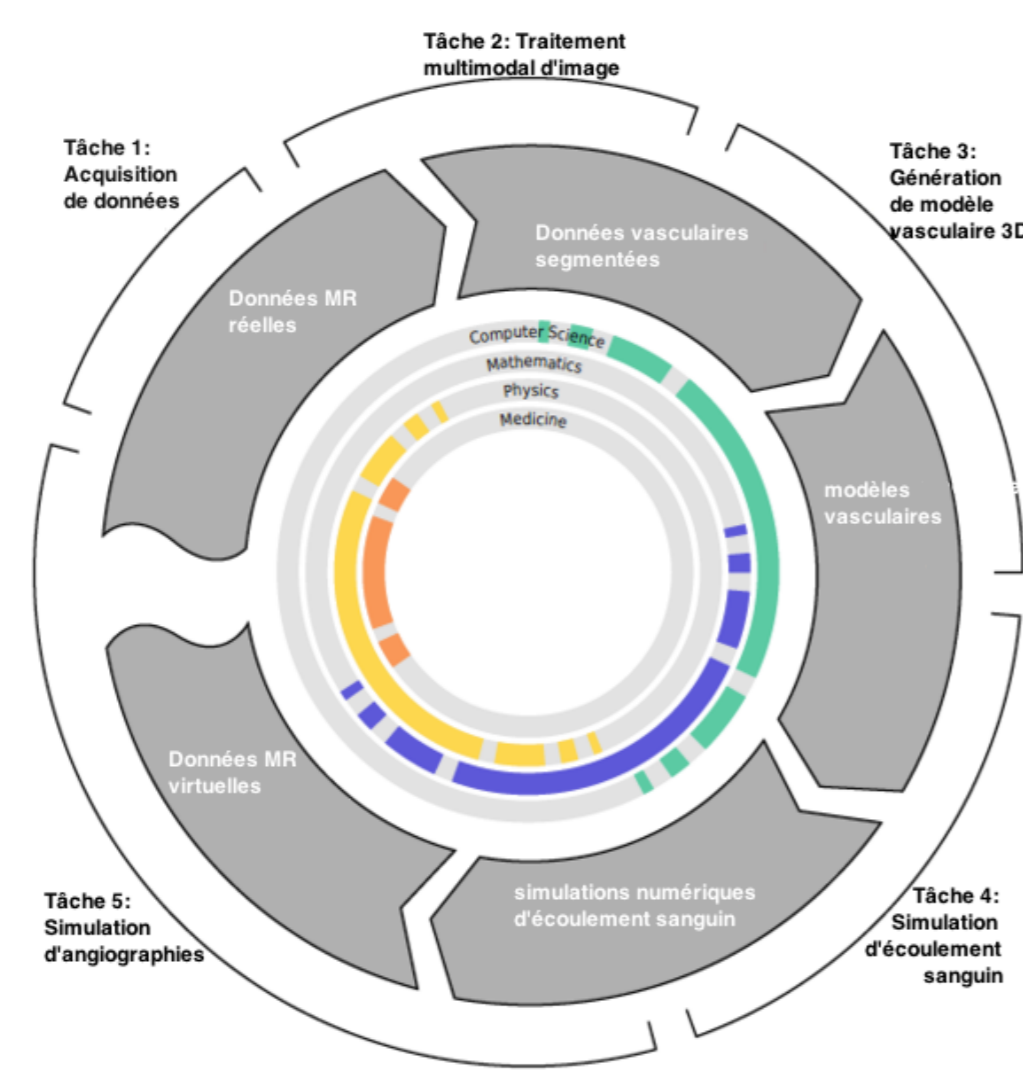 Tâche 2: Traitement
multimodal d'image
Tâche 1:
Acquisition
de données
Tâche 3:
Génération
de modèle
vasculaire 3D
Données vasculaires
segmentées
Données MR
réelles
Computer Science
Mathematics
Physics
Medicine
modèles
vasculaires
Données MR
virtuelles
simulations numériques
d'écoulement sanguin
Tâche 5:
Simulation
d'angiographies
Tâche 4:
Simulation
d'écoulement
sanguin